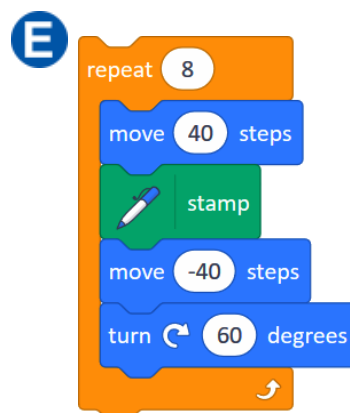 E
repeat 8
move 40 steps
stamp
move -40 steps
turn 60 degrees